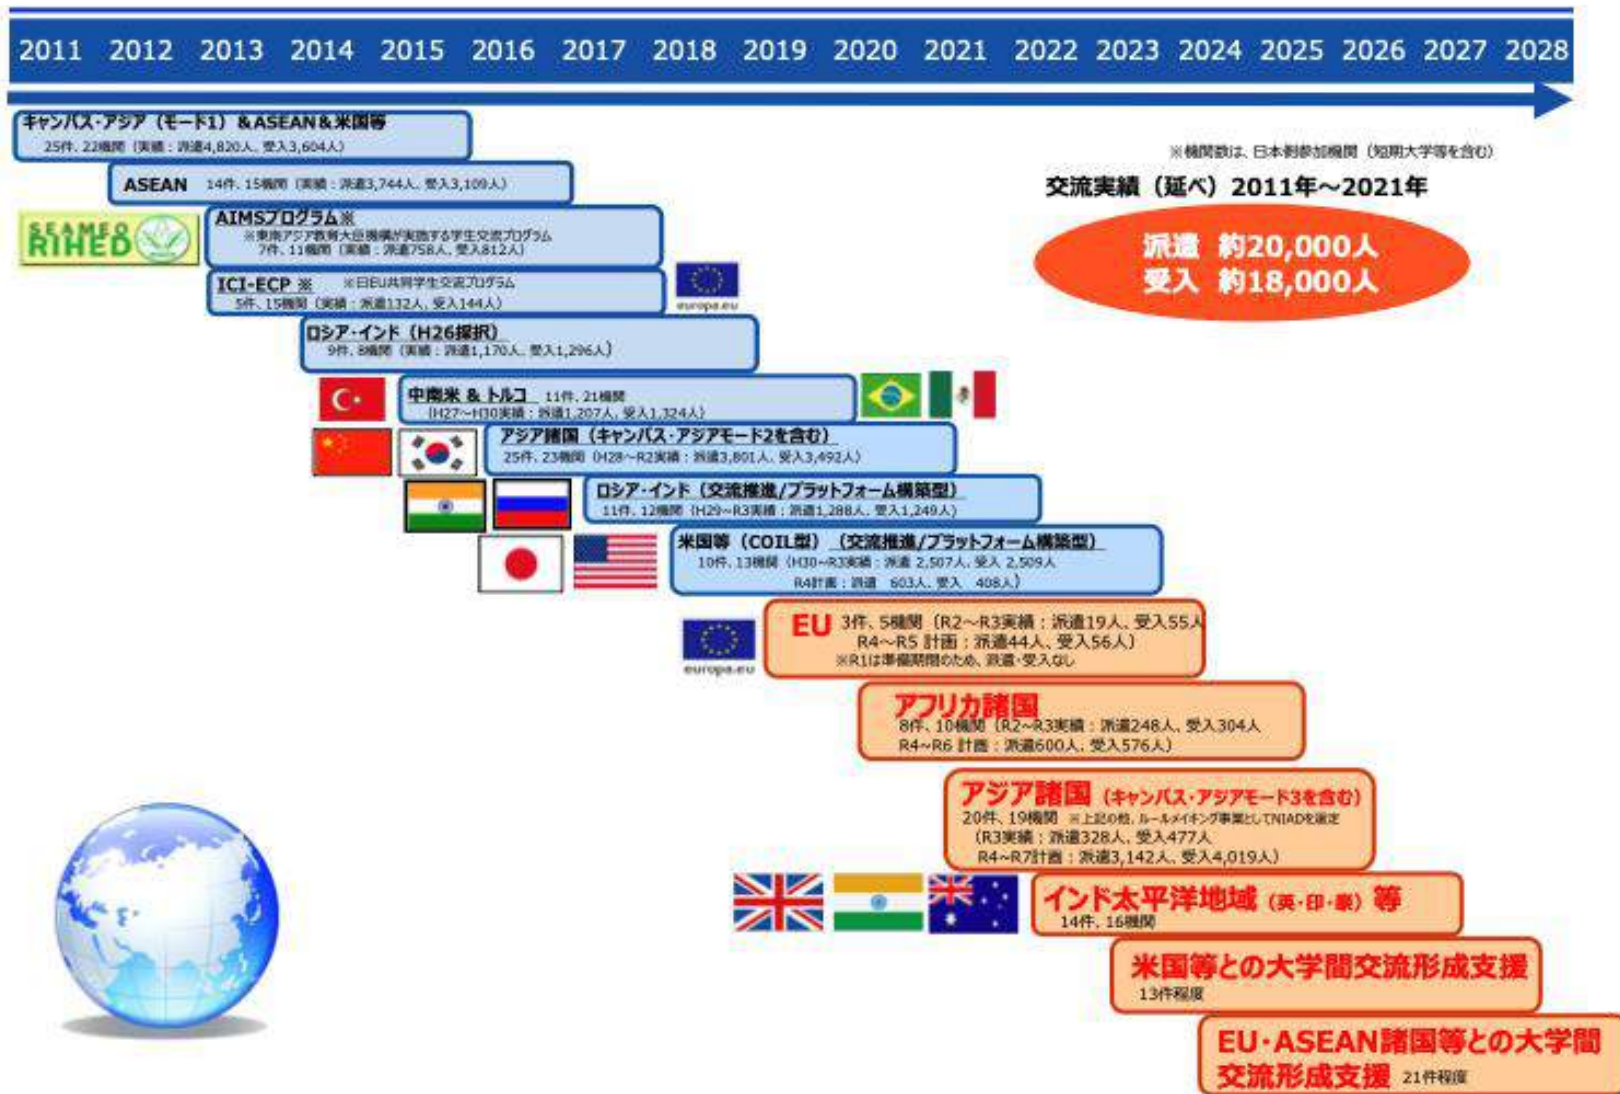 2011 2012 2013 2014 2015 2016 2017 2018 2019 2020 2021 2022 2023 2024 2025 2026 2027 2028
キャンパス・アジア（モード1）＆ASEAN＆米国等
25件、22機関（実績：派遣4,820人、受入3,604人）
※機関数は、日本側参加機関（短期大学等を含む）
交流実績（延べ）2011年～2021年
派遣 約20,000人
受入 約18,000人
ASEAN 14件、15機関（実績：派遣3,744人、受入3,109人）
SEAMEO
RIHED
AIMSプログラム※
※東南アジア教育大臣機構が実施する学生交流プログラム
7件、11機関（実績：派遣758人、受入812人）
ICI-ECP ※ ※日EU共同学生交流プログラム
5件、15機関（実績：派遣132人、受入144人）
europa.eu
ロシア・インド（H26採択）
9件、8機関（実績：派遣1,170人、受入1,296人）
中南米 & トルコ 11件、21機関
（H27～H30実績：派遣1,207人、受入1,324人）
アジア諸国（キャンパス・アジアモード2を含む）
25件、23機関（H28～R2実績：派遣3,801人、受入3,492人）
ロシア・インド（交流推進/プラットフォーム構築型）
11件、12機関（H29~R3実績：派遣1,288人、受入1,249人）
米国等（COIL型）（交流推進/プラットフォーム構築型）
10件、13機関（H30~R3実績：派遣 2,507人、受入 2,509人
R4計画：派遣 603人、受入 408人）
europa.eu
EU 3件、5機関（R2～R3実績：派遣19人、受入55人
R4～R5 計画：派遣44人、受入56人）
※R1は準備期間のため、派遣・受入なし
アフリカ諸国
8件、10機関（R2~R3実績：派遣248人、受入304人
R4~R6 計画：派遣600人、受入576人）
アジア諸国（キャンパス・アジアモード3を含む）
20件、19機関 ※上記の他、ルールメイキング事業としてNIADを選定
（R3実績：派遣328人、受入477人
R4~R7計画：派遣3,142人、受入4,019人）
インド太平洋地域（英・印・豪）等
14件、16機関
米国等との大学間交流形成支援
13件程度
EU・ASEAN諸国等との大学間
交流形成支援 21件程度